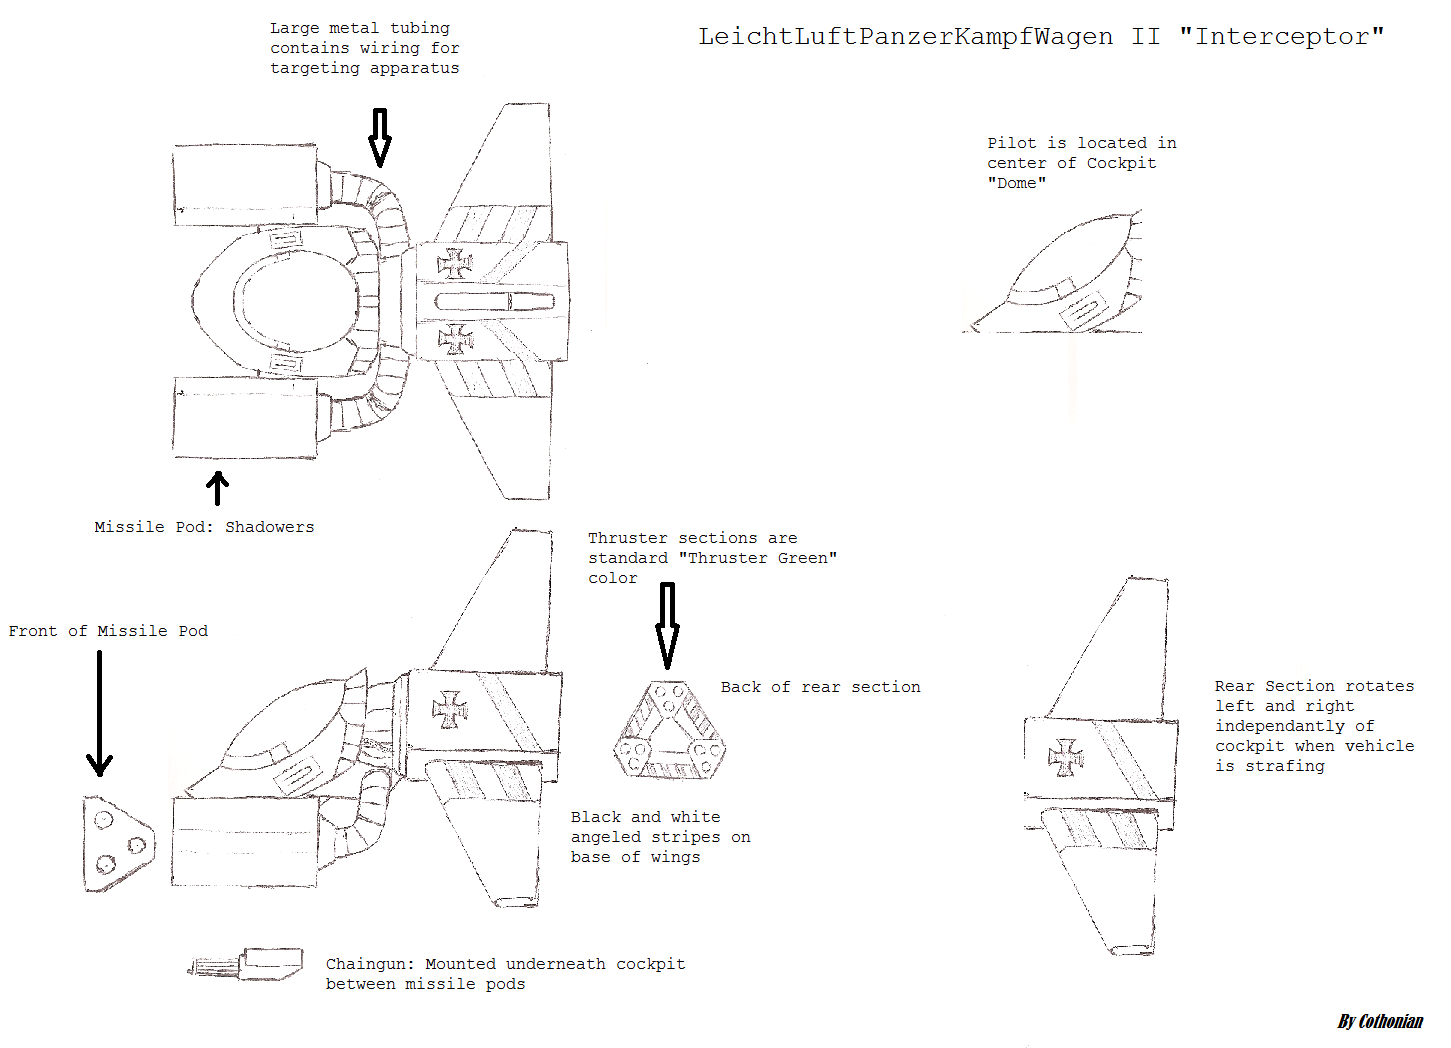 LeichtLuftPanzerKampfWagen II "Interceptor"
Large metal tubing
contains wiring for
targeting apparatus
Pilot is located in
center of Cockpit
"Dome"
Missile Pod: Shadowers
Thruster sections are
standard "Thruster Green"
color
Front of Missile Pod
Back of rear section
Rear Section rotates
left and right
independantly of
cockpit when vehicle
is strafing
Black and white
angeled stripes on
base of wings
Chaingun: Mounted underneath cockpit
between missile pods
By Cothonian